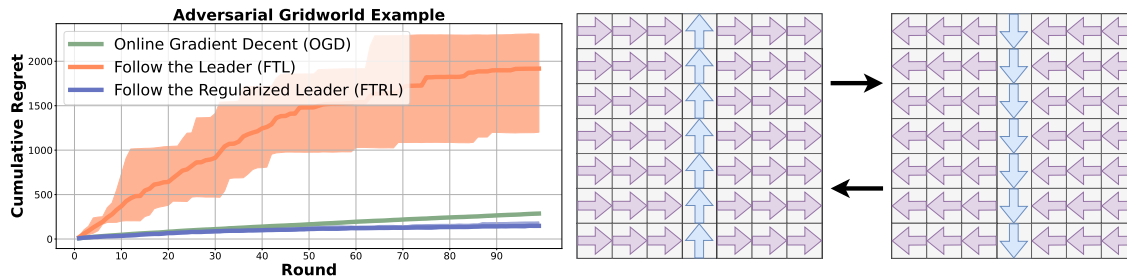 Adversarial Gridworld Example
Online Gradient Decent (OGD)
Follow the Leader (FTL)
Follow the Regularized Leader (FTRL)
Cumulative Regret
2000
1500
1000
500
0
0 10 20 30 40 50 60 70 80 90
Round